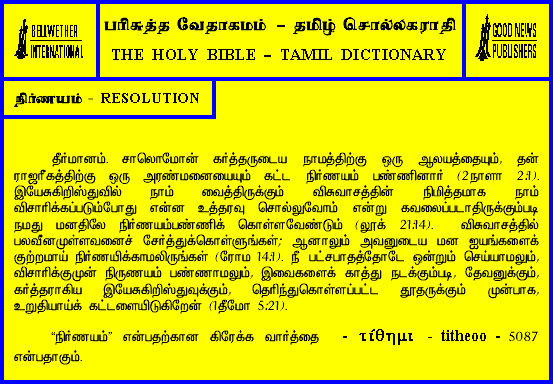 BELLWETHER
INTERNATIONAL
பரிசுத்த வேதாகமம் – தமிழ் சொல்லகராதி
THE HOLY BIBLE – TAMIL DICTIONARY
GOOD NEWS
PUBLISHERS
நிர்ணயம் - RESOLUTION
தீர்மானம். சாலொமோன் கர்த்தருடைய நாமத்திற்கு ஒரு ஆலயத்தையும், தன்
ராஜரீகத்திற்கு ஒரு அரண்மனையையும் கட்ட நிர்ணயம் பண்ணினார் (2நாளா 2:1).
இயேசுகிறிஸ்துவில் நாம் வைத்திருக்கும் விசுவாசத்தின் நிமித்தமாக நாம்
விசாரிக்கப்படும்போது என்ன உத்தரவு சொல்லுவோம் என்று கவலைப்படாதிருக்கும்படி
நமது மனதிலே நிர்ணயம்பண்ணிக் கொள்ளவேண்டும் (லூக் 21:14). விசுவாசத்தில்
பலவீனமுள்ளவனைச் சேர்த்துக்கொள்ளுங்கள்; ஆனாலும் அவனுடைய மன ஐயங்களைக்
குற்றமாய் நிர்ணயிக்காமலிருங்கள் (ரோம 14:1). நீ பட்சபாதத்தோடே ஒன்றும் செய்யாமலும்,
விசாரிக்குமுன் நிருணயம் பண்ணாமலும், இவைகளைக் காத்து நடக்கும்படி, தேவனுக்கும்,
கர்த்தராகிய இயேசுகிறிஸ்துவுக்கும், தெரிந்துகொள்ளப்பட்ட தூதருக்கும் முன்பாக,
உறுதியாய்க் கட்டளையிடுகிறேன் (1தீமோ 5:21).
“நிர்ணயம்” என்பதற்கான கிரேக்க வார்த்தை - τίθημι - titheoo - 5087
என்பதாகும்.